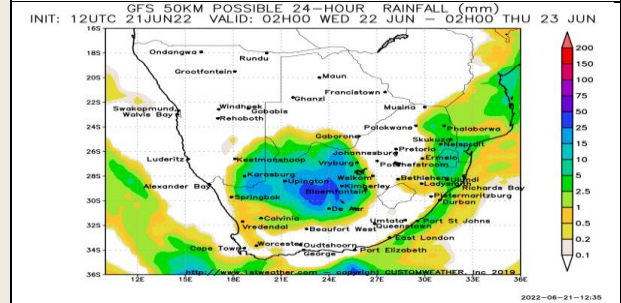 GFS 50KM POSSIBLE 24-HOUR RAINFALL (mm)
INIT: 12UTC 21JUN22 VALID: 02H00 WED 22 JUN – 02H00 THU 23 JUN
16S
18S
20S
22S
24S
26S
28S
30S
32S
34S
36S
Ondangwa
Rundu
Grootfontein
Maun
Francistown
Ghanzi
Musina
Windhoek
Gobabis
Swakopmund
Walvis Bay
Rehoboth
Polokwane
Phalaborwa
Gaborone
Skukuza
Nelspruit
Johannesburg
Pretoria
Luderitz
Keetmanshoop
Vryburg
Potchefstroom
Ermelo
Karasburg
Upington
Welkom
Bethlehem
Ulundi
Alexander Bay
Kimberley
Ladysmith
Richards Bay
Springbok
Bloemfontein
Pietermaritzburg
Durban
De Aar
Calvinia
Umtata
Port St Johns
Vredendal
Beaufort West
Queenstown
East London
Worcester
Oudtshoorn
Cape Town
George
Port Elizabeth
http://www.1stweather.com – copyright CUSTOMWEATHER, Inc 2019
12E 15E 18E 21E 24E 27E 30E 33E 36E
200
150
100
75
50
25
15
10
5
2.5
1
0.5
0.2
0.1
2022-06-21-12:35